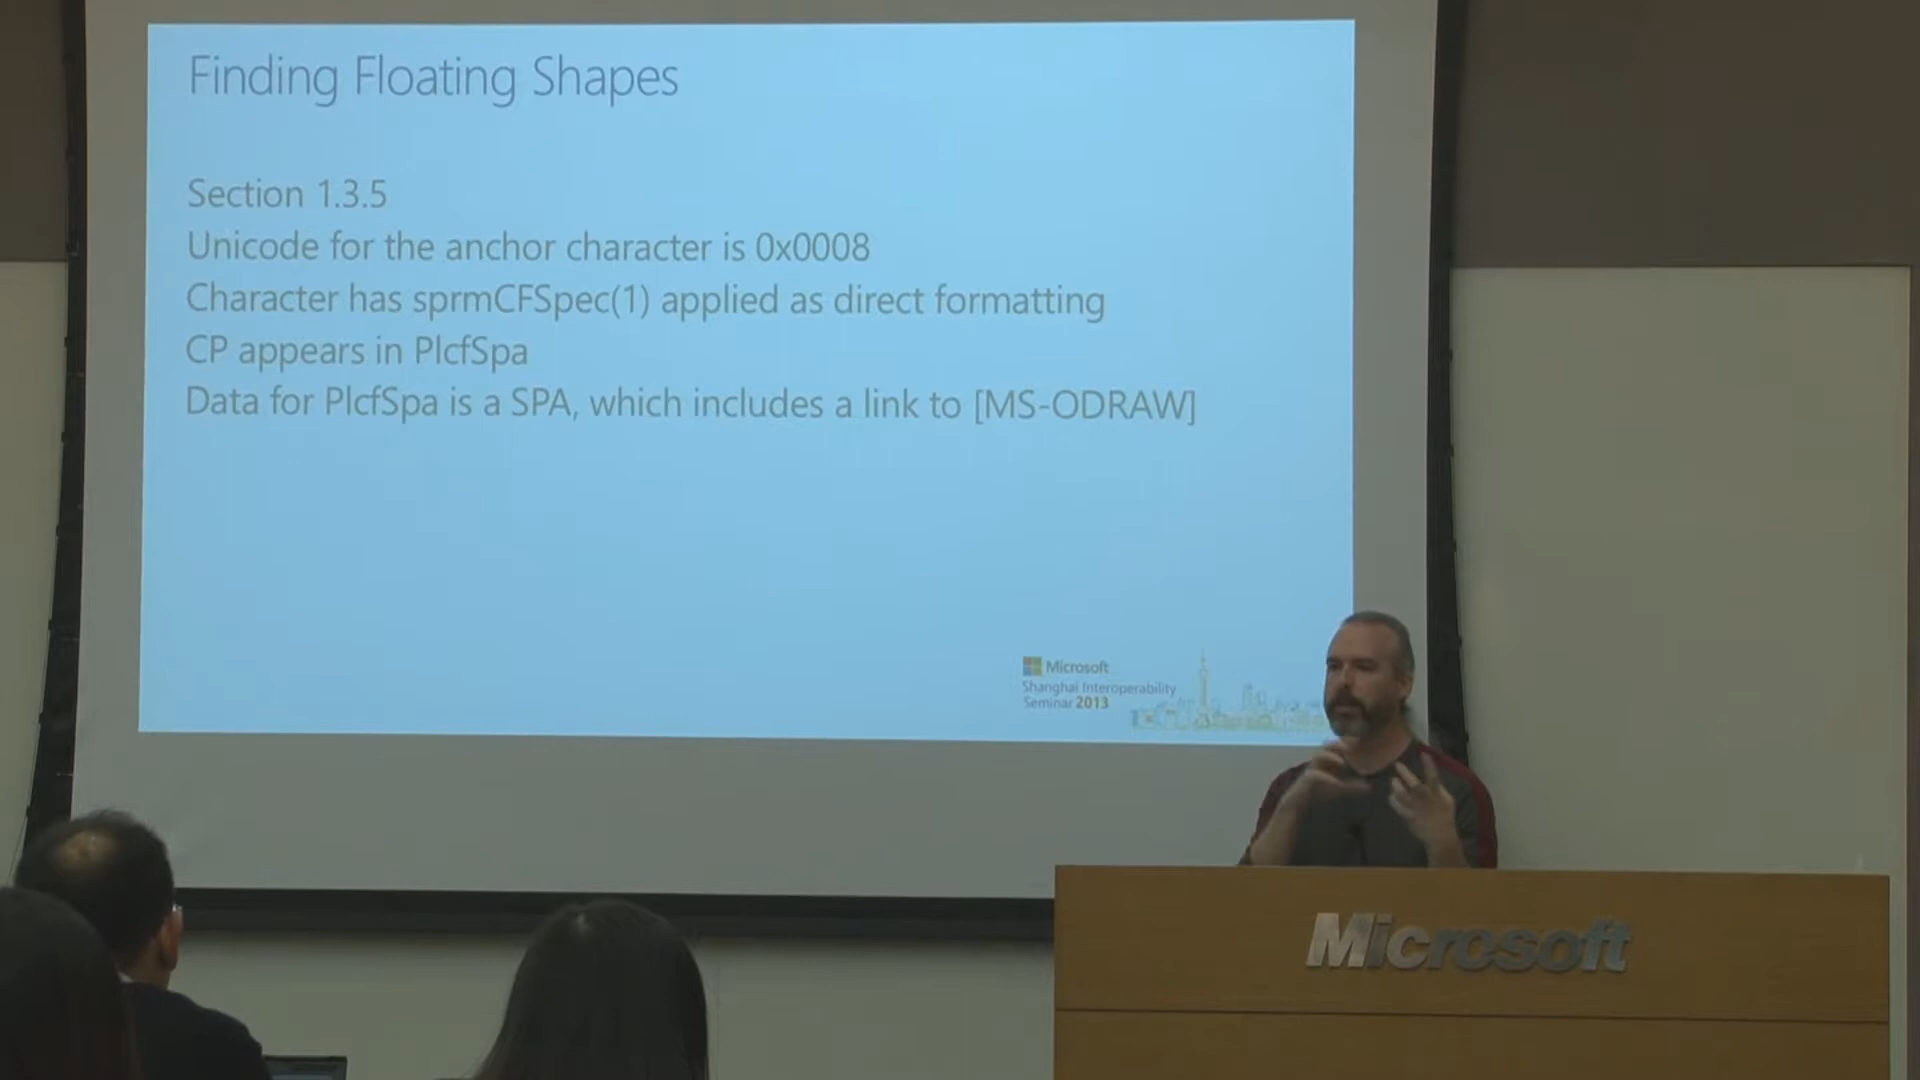 Finding Floating Shapes
Section 1.3.5
Unicode for the anchor character is 0x0008
Character has sprmCFSpec(1) applied as direct formatting
CP appears in PlcfSpa
Data for PlcfSpa is a SPA, which includes a link to [MS-ODRAW]
Microsoft
Shanghai Interoperability
Seminar 2013
Microsoft